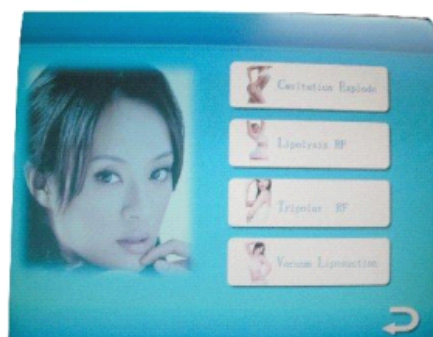 Cavitation Explode
Lipolysis RF
Tripolar RF
Vacuum Liposuction